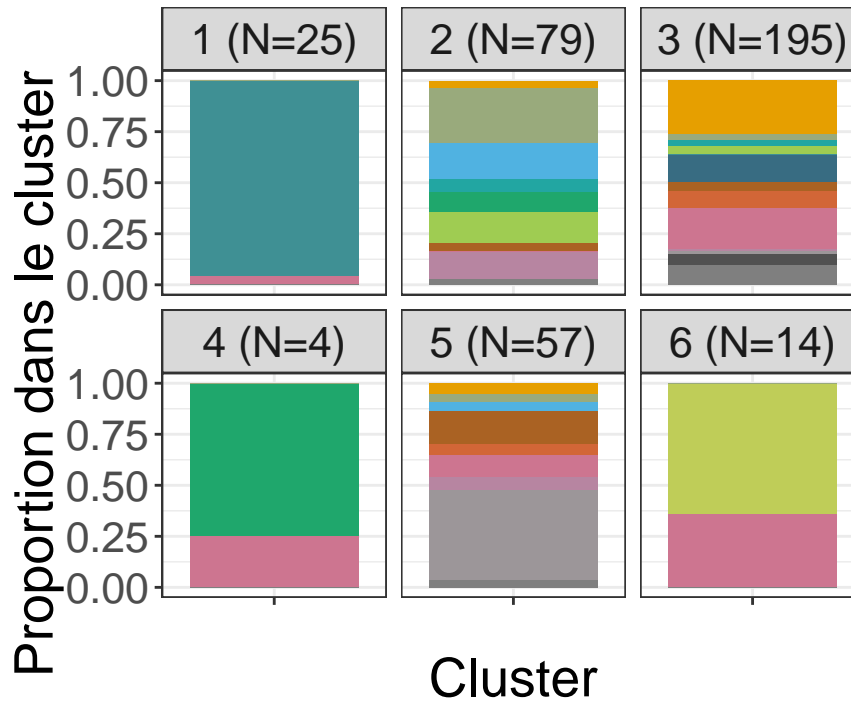 Proportion dans le cluster
1 (N=25) 2 (N=79) 3 (N=195)
1.00
0.75
0.50
0.25
0.00
4 (N=4) 5 (N=57) 6 (N=14)
1.00
0.75
0.50
0.25
0.00
Cluster